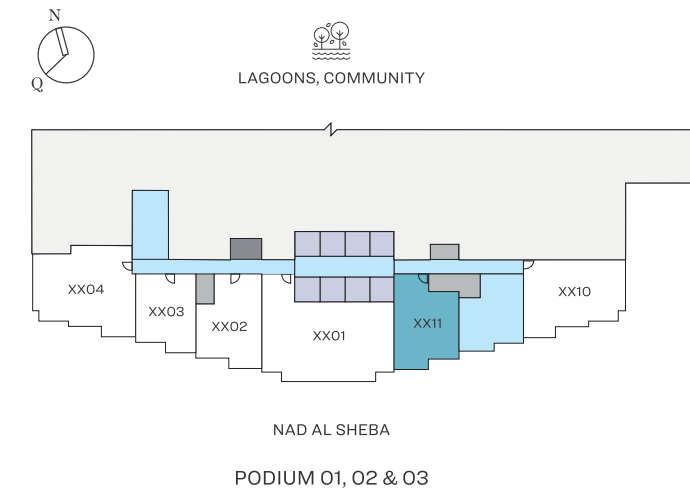 N
Q
LAGOONS, COMMUNITY
XX04
XX03
XX02
XX01
XX11
XX10
NAD AL SHEBA
PODIUM 01, 02 & 03